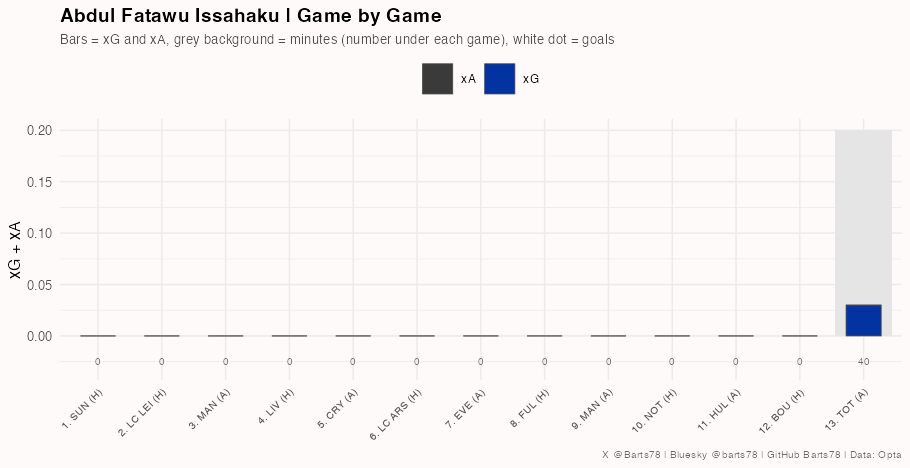 Abdul Fatawu Issahaku | Game by Game
Bars = xG and xA, grey background = minutes (number under each game), white dot = goals
xA xG
xG + xA
0.20
0.15
0.10
0.05
0.00
0 0 0 0 0 0 0 0 0 0 0 0 40
1. SUN (H)
2. LC LEI (H)
3. MAN (A)
4. LIV (H)
5. CRY (A)
6. LC ARS (H)
7. EVE (A)
8. FUL (H)
9. MAN (A)
10. NOT (H)
11. HUL (A)
12. BOU (H)
13. TOT (A)
X @Barts78 | Bluesky @barts78 | GitHub Barts78 | Data: Opta